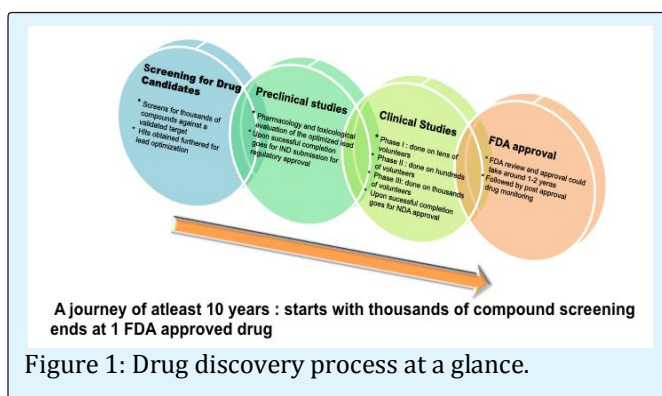 Screening for Drug
Candidates
* Screens for thousands of
compounds against a
validated target
* Hits obtained furthered for
lead optimization
Preclinical studies
* Pharmacology and toxicological
evaluation of the optimized lead
* Upon sucessful completion
goes for IND submission for
regulatory approval
Clinical Studies
* Phase I : done on tens of
volunteers
* Phase II : done on hundreds
of volunteers
* Phase III: done on thousands
of volunteers
* Upon sucessful completion
goes for NDA approval
FDA approval
* FDA review and approval could
take around 1-2 yeras
* Followed by post approval
drug monitoring
A journey of atleast 10 years : starts with thousands of compound screening
ends at 1 FDA approved drug
Figure 1: Drug discovery process at a glance.